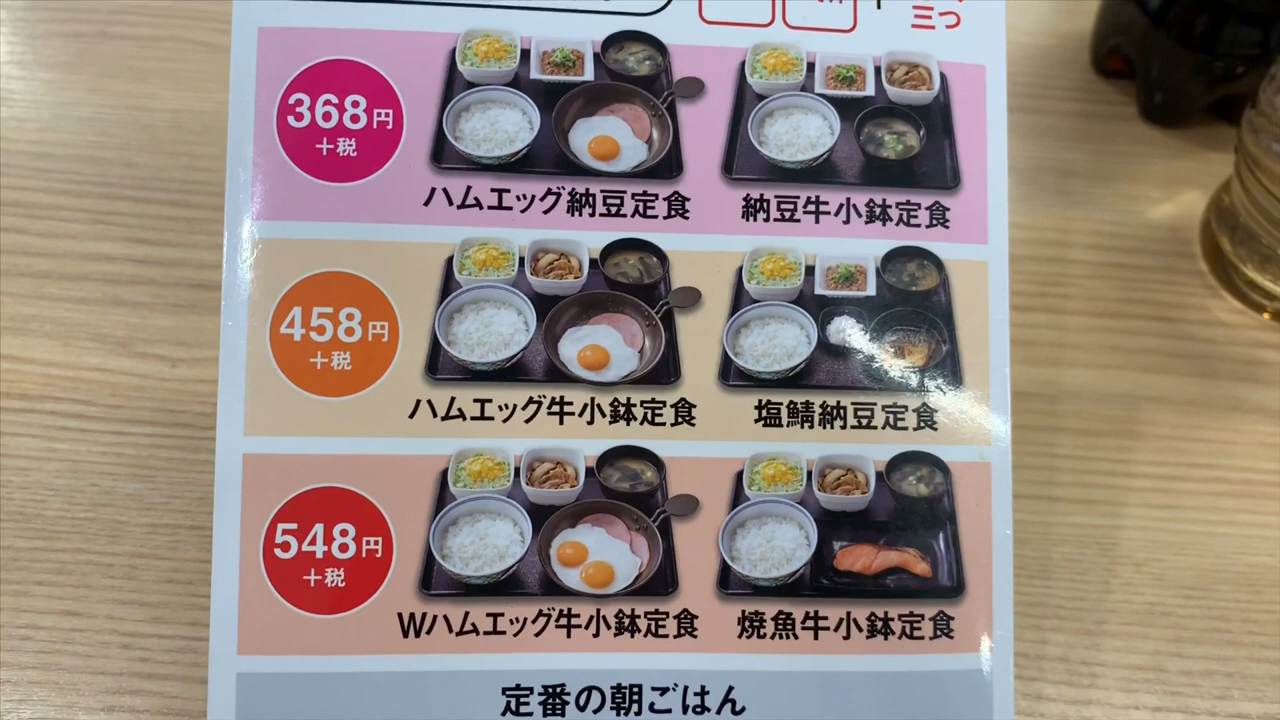 三つ
368円
+税
ハムエッグ納豆定食
納豆牛小鉢定食
458円
+税
ハムエッグ牛小鉢定食
塩鯖納豆定食
548円
+税
Wハムエッグ牛小鉢定食
焼魚牛小鉢定食
定番の朝ごはん